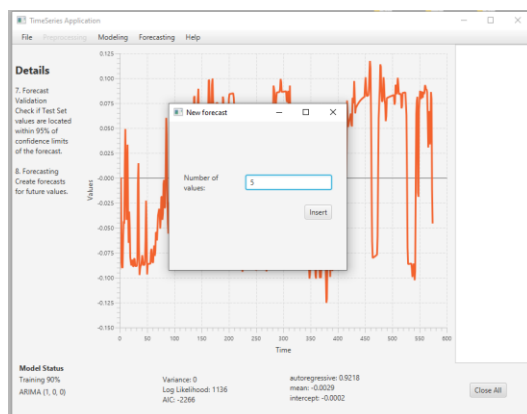 TimeSeries Application
File Preprocessing Modeling Forecasting Help
Details
7. Forecast
Validation
Check if Test Set
values are located
within 95% of
confidence limits
of the forecast.
8. Forecasting
Create forecasts
for future values.
New forecast
Number of
values:
5
Insert
Values
0.125
0.100
0.075
0.050
0.025
-0.000
-0.025
-0.050
-0.075
-0.100
-0.125
-0.150
0 50 100 150 200 250 300 350 400 450 500 550 600
Time
Model Status
Training 90%
ARIMA (1, 0, 0)
Variance: 0
Log Likelihood: 1136
AIC: -2266
autoregressive: 0.9218
mean: -0.0029
intercept: -0.0002
Close All